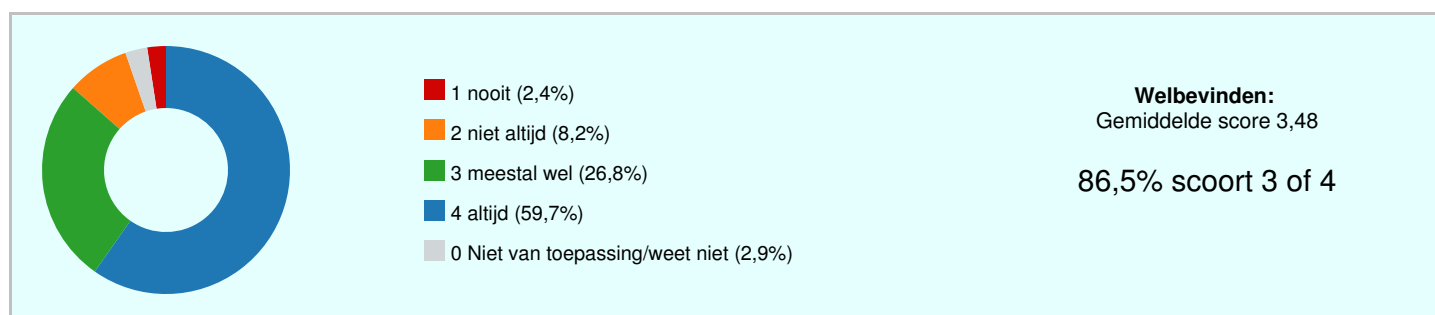 1 nooit (2,4%)
2 niet altijd (8,2%)
3 meestal wel (26,8%)
4 altijd (59,7%)
0 Niet van toepassing/weet niet (2,9%)
Welbevinden:
Gemiddelde score 3,48
86,5% scoort 3 of 4